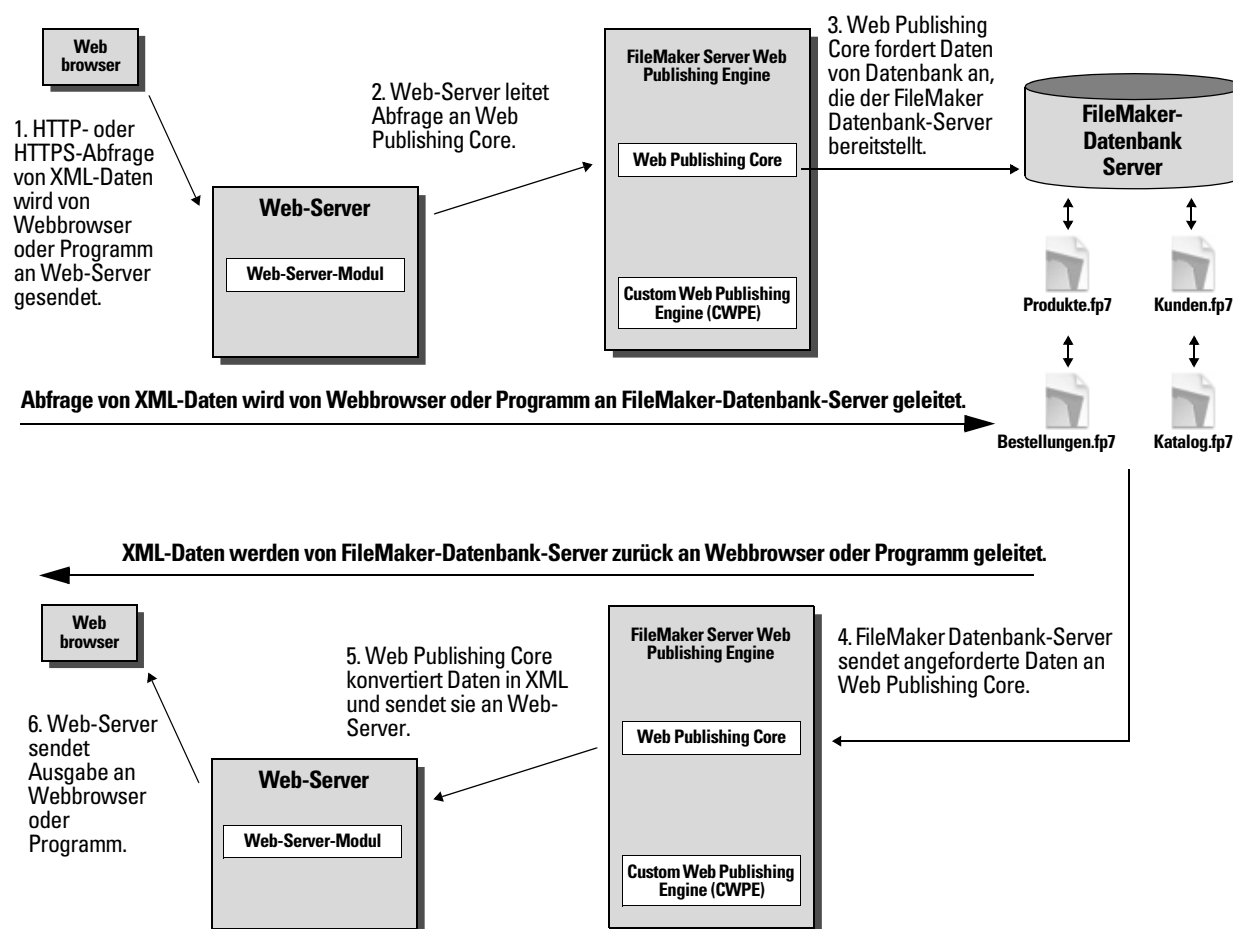 Web
browser
1. HTTP- oder
HTTPS-Abfrage
von XML-Daten
wird von
Webbrowser
oder Programm
an Web-Server
gesendet.
2. Web-Server leitet
Abfrage an Web
Publishing Core.
Web-Server
Web-Server-Modul
FileMaker Server Web
Publishing Engine
Web Publishing Core
Custom Web Publishing
Engine (CWPE)
3. Web Publishing
Core fordert Daten
von Datenbank an,
die der FileMaker
Datenbank-Server
bereitstellt.
FileMaker-
Datenbank
Server
Produkte.fp7
Kunden.fp7
Bestellungen.fp7
Katalog.fp7
Abfrage von XML-Daten wird von Webbrowser oder Programm an FileMaker-Datenbank-Server geleitet.
XML-Daten werden von FileMaker-Datenbank-Server zurück an Webbrowser oder Programm geleitet.
Web
browser
6. Web-Server
sendet
Ausgabe an
Webbrowser
oder
Programm.
5. Web Publishing Core
konvertiert Daten in XML
und sendet sie an Web-
Server.
Web-Server
Web-Server-Modul
FileMaker Server Web
Publishing Engine
Web Publishing Core
Custom Web Publishing
Engine (CWPE)
4. FileMaker Datenbank-Server
sendet angeforderte Daten an
Web Publishing Core.